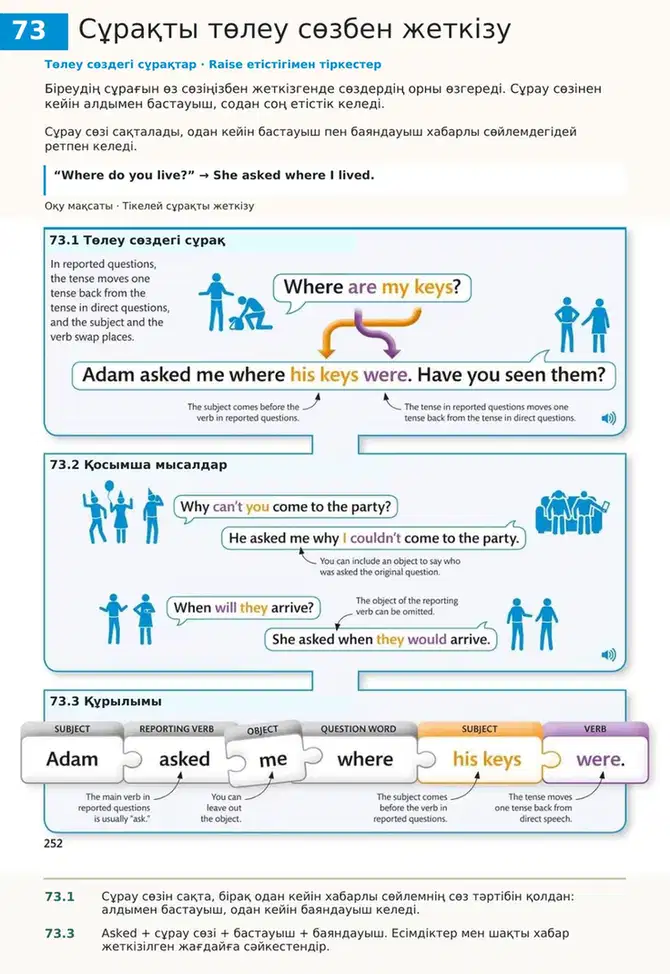 73 Сұрақты төлеу сөзбен жеткізу
Төлеу сөздегі сұрақтар · Raise етістігімен тіркестер
Біреудің сұрағын өз сөзіңізбен жеткізгенде сөздердің орны өзгереді. Сұрау сөзінен
кейін алдымен бастауыш, содан соң етістік келеді.
Сұрау сөзі сақталады, одан кейін бастауыш пен баяндауыш хабарлы сөйлемдегідей
ретпен келеді.
“Where do you live?” → She asked where I lived.
Оқу мақсаты · Тікелей сұрақты жеткізу
73.1 Төлеу сөздегі сұрақ
In reported questions,
the tense moves one
tense back from the
tense in direct questions,
and the subject and the
verb swap places.
Where are my keys?
Adam asked me where his keys were. Have you seen them?
The subject comes before the
verb in reported questions.
The tense in reported questions moves one
tense back from the tense in direct questions.
73.2 Қосымша мысалдар
Why can't you come to the party?
He asked me why I couldn't come to the party.
You can include an object to say who
was asked the original question.
When will they arrive?
The object of the reporting
verb can be omitted.
She asked when they would arrive.
73.3 Құрылымы
SUBJECT REPORTING VERB OBJECT QUESTION WORD SUBJECT VERB
Adam asked me where his keys were.
The main verb in
reported questions
is usually "ask."
You can
leave out
the object.
The subject comes
before the verb in
reported questions.
The tense moves
one tense back from
direct speech.
252
73.1 Сұрау сөзін сақта, бірақ одан кейін хабарлы сөйлемнің сөз тәртібін қолдан:
алдымен бастауыш, одан кейін баяндауыш келеді.
73.3 Asked + сұрау сөзі + бастауыш + баяндауыш. Есімдіктер мен шақты хабар
жеткізілген жағдайға сәйкестендір.